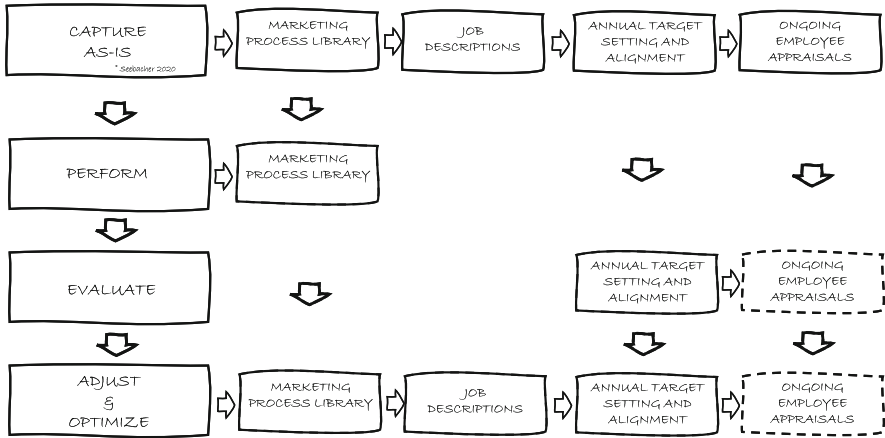 CAPTURE
AS-IS
* Seebacher 2020
MARKETING
PROCESS LIBRARY
JOB
DESCRIPTIONS
ANNUAL TARGET
SETTING AND
ALIGNMENT
ONGOING
EMPLOYEE
APPRAISALS
PERFORM
MARKETING
PROCESS LIBRARY
EVALUATE
ANNUAL TARGET
SETTING AND
ALIGNMENT
ONGOING
EMPLOYEE
APPRAISALS
ADJUST
&
OPTIMIZE
MARKETING
PROCESS LIBRARY
JOB
DESCRIPTIONS
ANNUAL TARGET
SETTING AND
ALIGNMENT
ONGOING
EMPLOYEE
APPRAISALS